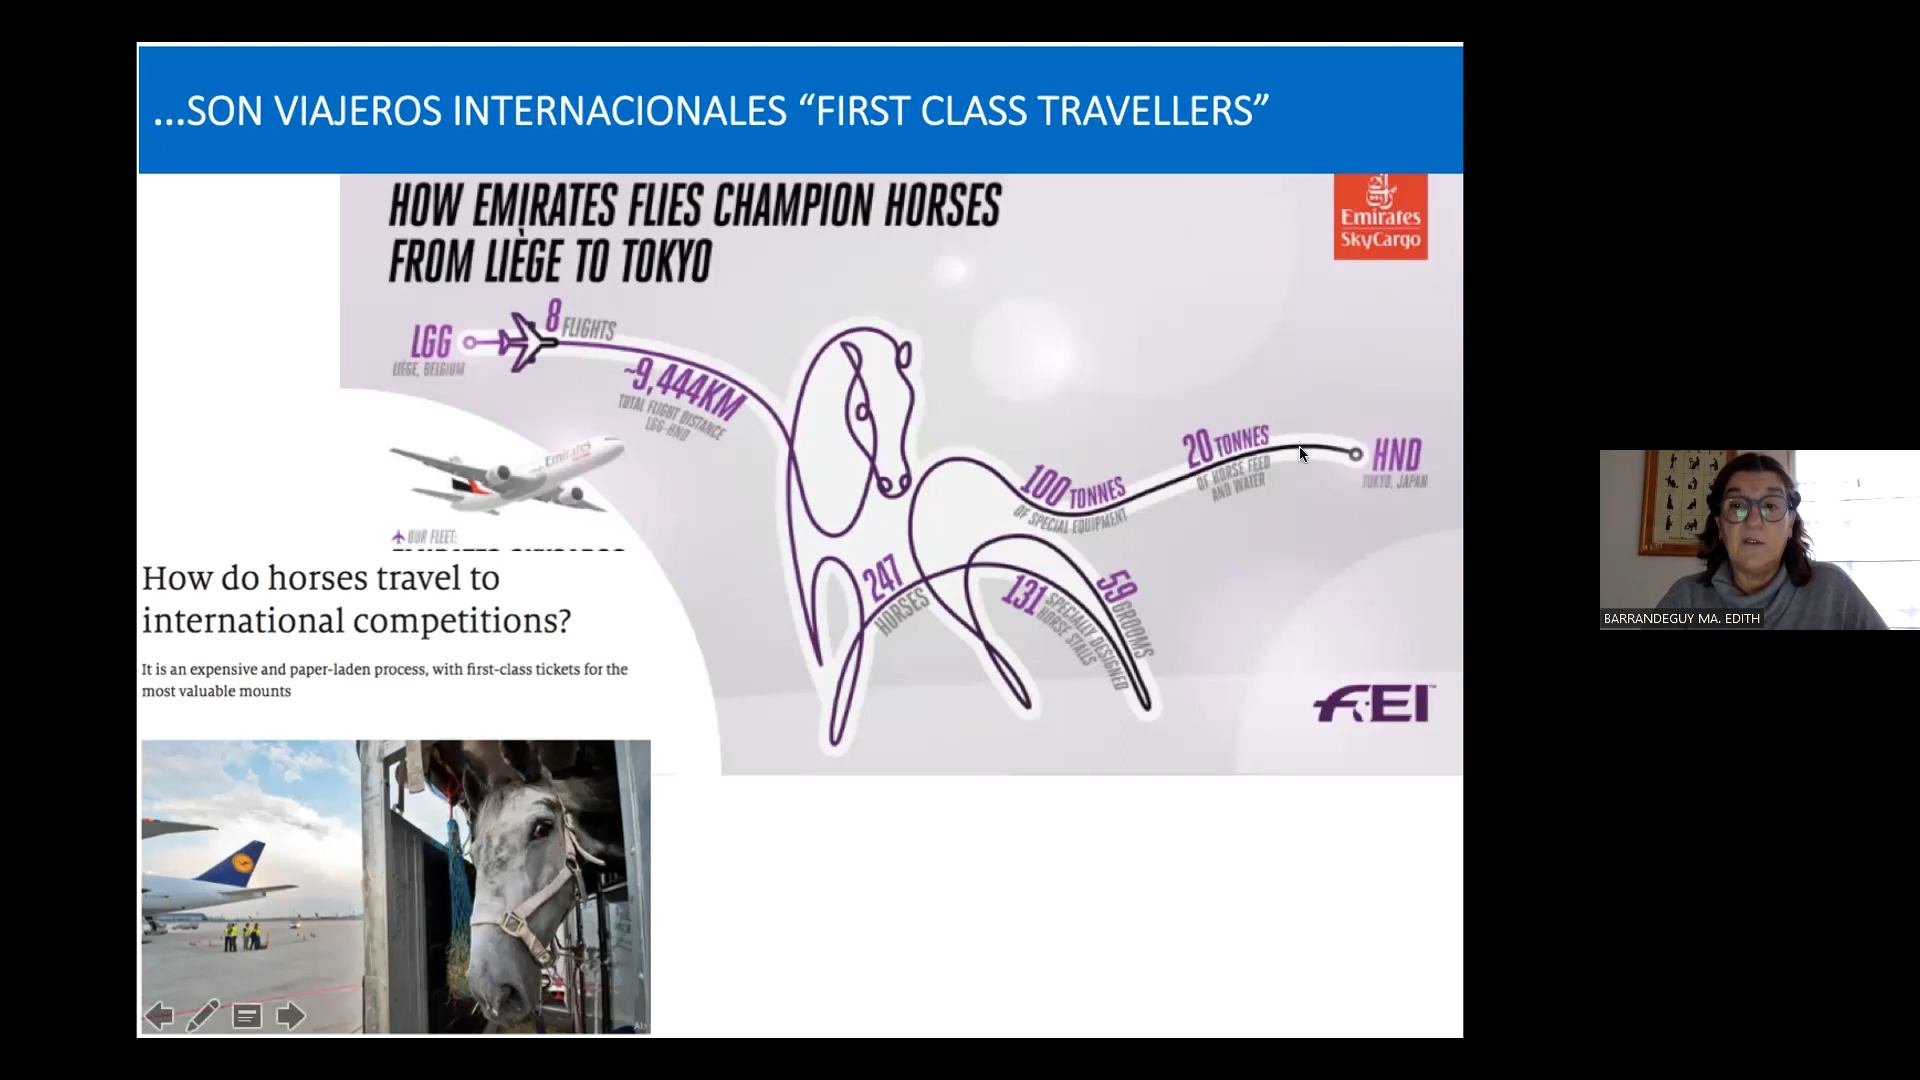 ...SON VIAJEROS INTERNACIONALES “FIRST CLASS TRAVELLERS”
HOW EMIRATES FLIES CHAMPION HORSES
FROM LIÈGE TO TOKYO
Emirates
SkyCargo
LGG
LIÈGE, BELGIUM
8 FLIGHTS
~9,444KM
TOTAL FLIGHT DISTANCE
LGG-HND
Emirates
OUR FLEET:
100 TONNES
OF SPECIAL EQUIPMENT
20 TONNES
OF HORSE FEED
AND WATER
HND
TOKYO, JAPAN
247
HORSES
131 SPECIALLY DESIGNED
HORSE STALLS
59 GROOMS
FEI
How do horses travel to
international competitions?
It is an expensive and paper-laden process, with first-class tickets for the
most valuable mounts
BARRANDEGUY MA. EDITH